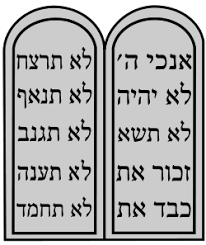 אנכי ה'
לא יהיה
לא תשא
זכור את
כבד את
לא תרצח
לא תנאף
לא תגנב
לא תענה
לא תחמד